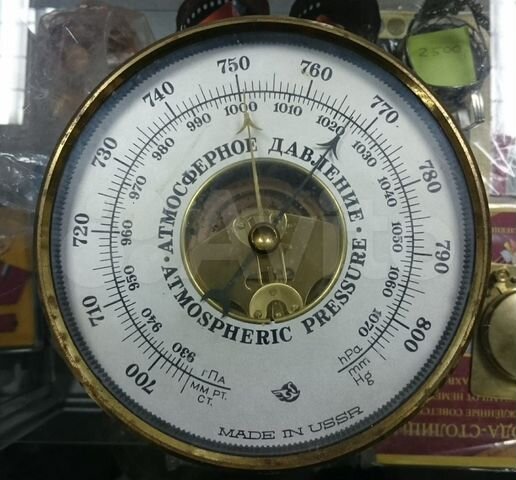 700 710 720 730 740 750 760 770 780 790 800
930 940 950 960 970 980 990 1000 1010 1020 1030 1040 1050 1060 1070
АТМОСФЕРНОЕ ДАВЛЕНИЕ
ATMOSPHERIC PRESSURE
гПа
ММ РТ.
СТ.
hPa
mm
Hg
MADE IN USSR
2500
ОДА-СТОЛИЦЫ